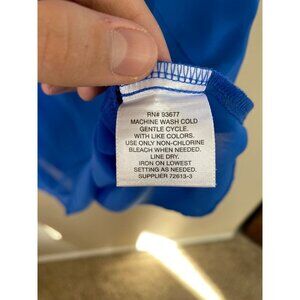 RN# 93677
MACHINE WASH COLD
GENTLE CYCLE.
WITH LIKE COLORS.
USE ONLY NON-CHLORINE
BLEACH WHEN NEEDED.
LINE DRY.
IRON ON LOWEST
SETTING AS NEEDED.
SUPPLIER 72613-3